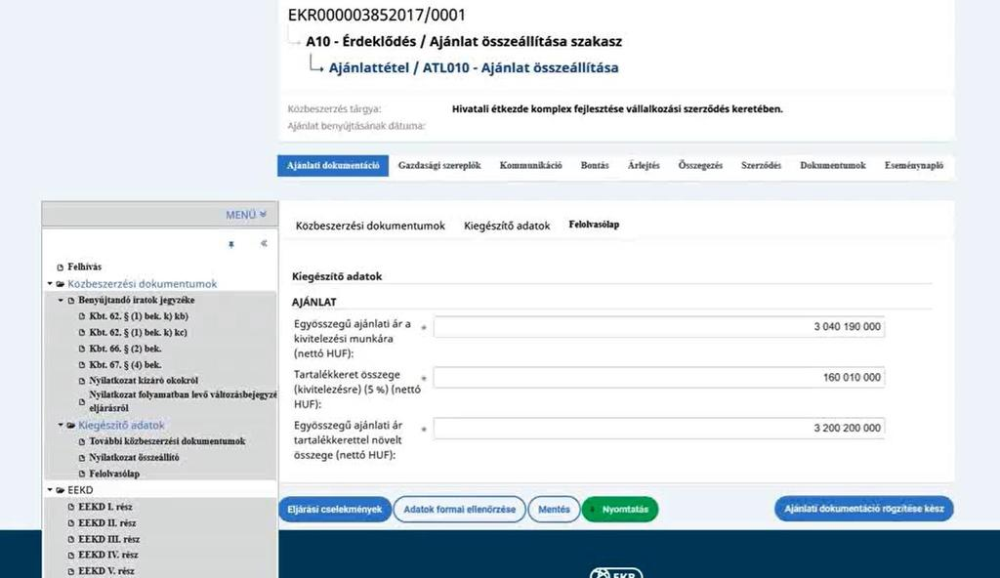 EKR000003852017/0001
A10 - Érdeklődés / Ajánlat összeállítása szakasz
Ajánlattétel / ATL010 - Ajánlat összeállítása
Közbeszerzés tárgya: Hivatali étkezde komplex fejlesztése vállalkozási szerződés keretében.
Ajánlat benyújtásának dátuma:
Ajánlati dokumentáció Gazdasági szereplők Kommunikáció Bontás Árlejtés Összegezés Szerződés Dokumentumok Eseménynapló
MENÜ
Felhívás
Közbeszerzési dokumentumok
Benyújtandó iratok jegyzéke
Kbt. 62. § (1) bek. k) kb)
Kbt. 62. § (1) bek. k) kc)
Kbt. 66. § (2) bek.
Kbt. 67. § (4) bek.
Nyilatkozat kizáró okokról
Nyilatkozat folyamatban levő változásbejegyzé
eljárásról
Kiegészítő adatok
További közbeszerzési dokumentumok
Nyilatkozat összeállító
Felolvasólap
EEKD
EEKD I. rész
EEKD II. rész
EEKD III. rész
EEKD IV. rész
EEKD V. rész
Közbeszerzési dokumentumok Kiegészítő adatok Felolvasólap
Kiegészítő adatok
AJÁNLAT
Egyösszegű ajánlati ár a * 3 040 190 000
kivitelezési munkára
(nettó HUF):
Tartalékkeret összege * 160 010 000
(kivitelezésre) (5 %) (nettó
HUF):
Egyösszegű ajánlati ár * 3 200 200 000
tartalékkerettel növelt
összege (nettó HUF):
Eljárási cselekmények Adatok formai ellenőrzése Mentés Nyomtatás Ajánlati dokumentáció rögzítése kész
EKR